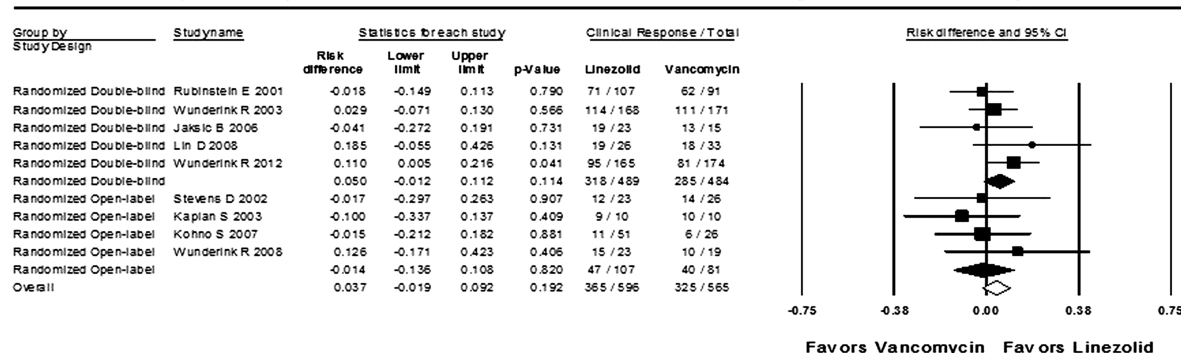 Group by Study name Statistics for each study Clinical Response / Total Risk difference and 95% CI
Study Design
Risk difference Lower limit Upper limit p-Value Linezolid Vancomycin
Randomized Double-blind Rubinstein E 2001 -0.018 -0.149 0.113 0.790 71 / 107 62 / 91
Randomized Double-blind Wunderink R 2003 0.029 -0.071 0.130 0.566 114 / 168 111 / 171
Randomized Double-blind Jaksic B 2006 -0.041 -0.272 0.191 0.731 19 / 23 13 / 15
Randomized Double-blind Lin D 2008 0.185 -0.055 0.426 0.131 19 / 26 18 / 33
Randomized Double-blind Wunderink R 2012 0.110 0.005 0.216 0.041 95 / 165 81 / 174
Randomized Double-blind 0.050 -0.012 0.112 0.114 318 / 489 285 / 484
Randomized Open-label Stevens D 2002 -0.017 -0.297 0.263 0.907 12 / 23 14 / 26
Randomized Open-label Kaplan S 2003 -0.100 -0.337 0.137 0.409 9 / 10 10 / 10
Randomized Open-label Kohno S 2007 -0.015 -0.212 0.182 0.881 11 / 51 6 / 26
Randomized Open-label Wunderink R 2008 0.126 -0.171 0.423 0.406 15 / 23 10 / 19
Randomized Open-label -0.014 -0.136 0.108 0.820 47 / 107 40 / 81
Overall 0.037 -0.019 0.092 0.192 365 / 596 325 / 565
-0.75 -0.38 0.00 0.38 0.75
Favors Vancomycin Favors Linezolid